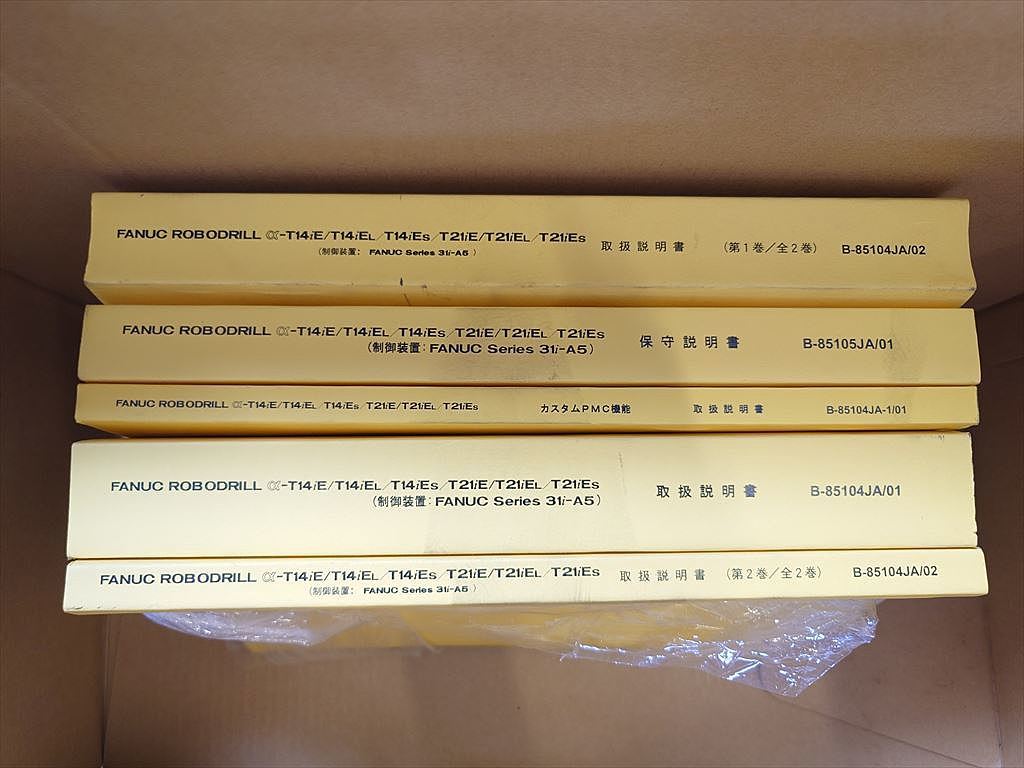 FANUC ROBODRILL α-T14iE/T14iEL/T14iES/T21iE/T21iEL/T21iES 取扱説明書 (第1巻/全2巻) B-85104JA/02
(制御装置: FANUC Series 31i-A5)
FANUC ROBODRILL α-T14iE/T14iEL/T14iES/T21iE/T21iEL/T21iES 保守説明書 B-85105JA/01
(制御装置: FANUC Series 31i-A5)
FANUC ROBODRILL α-T14iE/T14iEL/T14iES/T21iE/T21iEL/T21iES カスタムPMC機能 取扱説明書 B-85104JA-1/01
FANUC ROBODRILL α-T14iE/T14iEL/T14iES/T21iE/T21iEL/T21iES 取扱説明書 B-85104JA/01
(制御装置: FANUC Series 31i-A5)
FANUC ROBODRILL α-T14iE/T14iEL/T14iES/T21iE/T21iEL/T21iES 取扱説明書 (第2巻/全2巻) B-85104JA/02
(制御装置: FANUC Series 31i-A5)